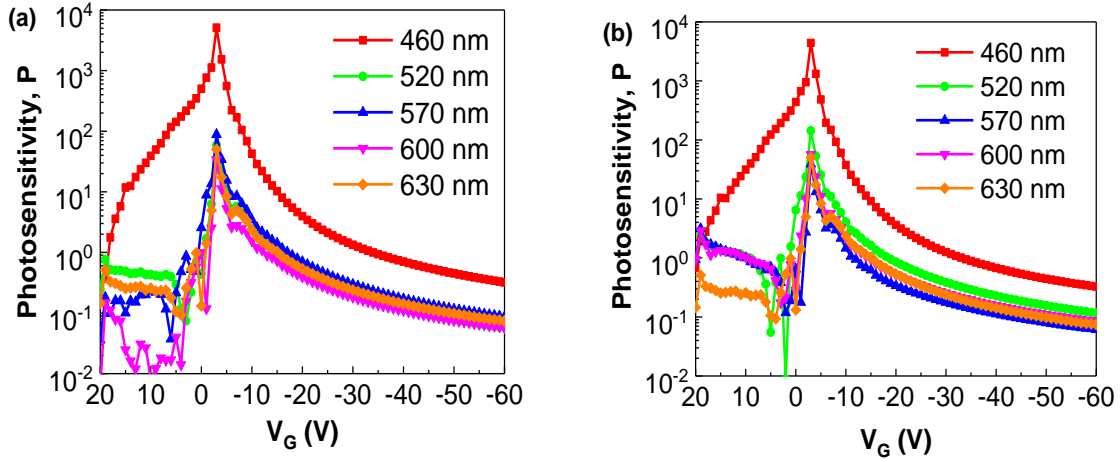 (a)
Photosensitivity, P
10^4
10^3
10^2
10^1
10^0
10^-1
10^-2
460 nm
520 nm
570 nm
600 nm
630 nm
20 10 0 -10 -20 -30 -40 -50 -60
V_G (V)
(b)
Photosensitivity, P
10^4
10^3
10^2
10^1
10^0
10^-1
10^-2
460 nm
520 nm
570 nm
600 nm
630 nm
20 10 0 -10 -20 -30 -40 -50 -60
V_G (V)